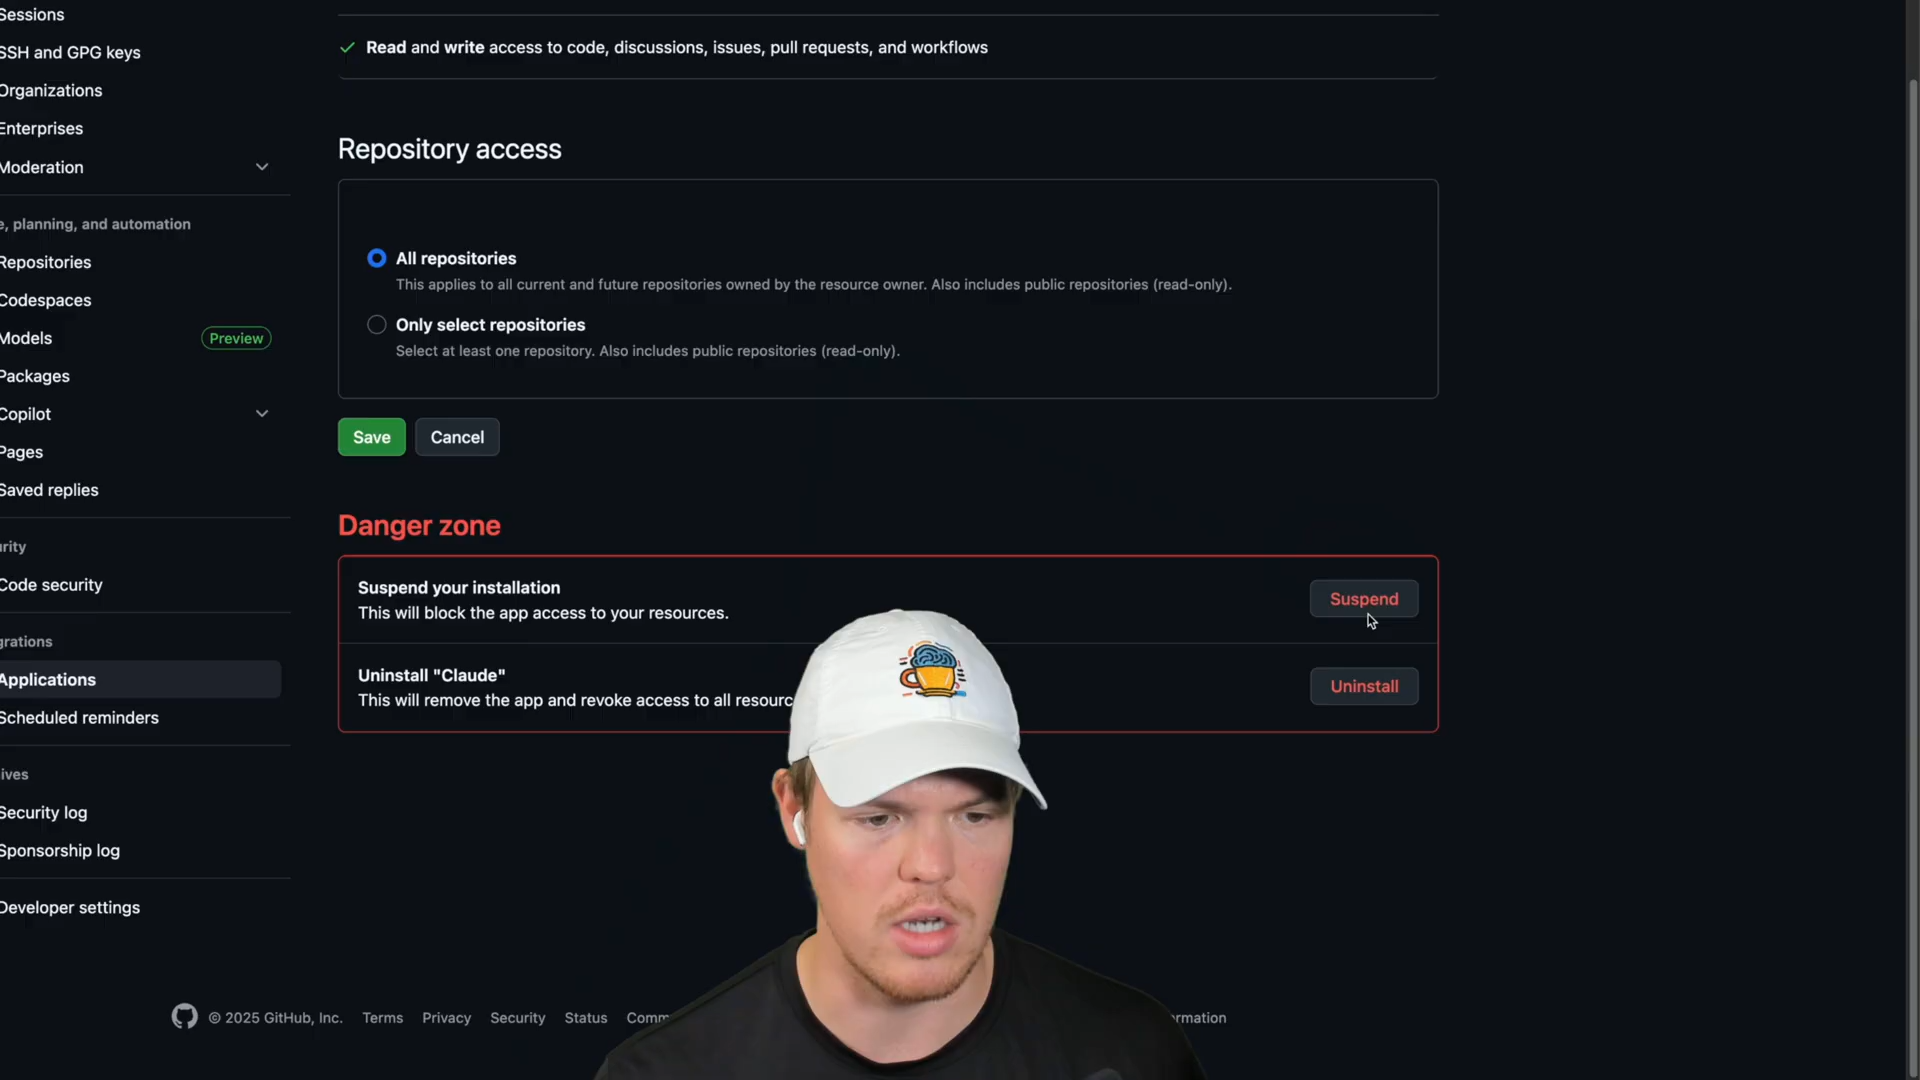 Sessions
SSH and GPG keys
Organizations
Enterprises
Moderation
e, planning, and automation
Repositories
Codespaces
Models Preview
Packages
Copilot
Pages
Saved replies
urity
Code security
grations
Applications
Scheduled reminders
ives
Security log
Sponsorship log
Developer settings
Read and write access to code, discussions, issues, pull requests, and workflows
Repository access
All repositories
This applies to all current and future repositories owned by the resource owner. Also includes public repositories (read-only).
Only select repositories
Select at least one repository. Also includes public repositories (read-only).
Save Cancel
Danger zone
Suspend your installation
This will block the app access to your resources.
Suspend
Uninstall "Claude"
This will remove the app and revoke access to all resourc
Uninstall
© 2025 GitHub, Inc. Terms Privacy Security Status Comm rmation